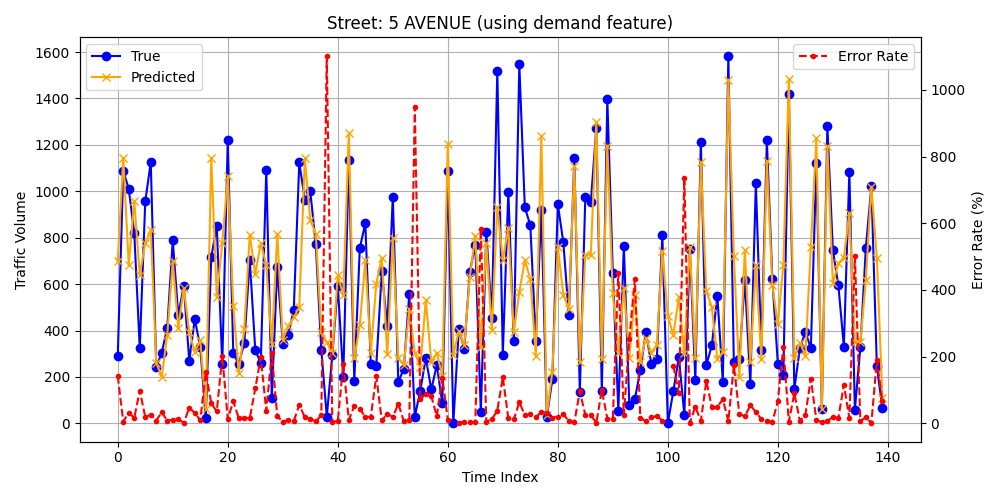 Street: 5 AVENUE (using demand feature)
True
Predicted
Error Rate
Traffic Volume
1600
1400
1200
1000
800
600
400
200
0
1000
800
600
400
200
0
Error Rate (%)
0 20 40 60 80 100 120 140
Time Index